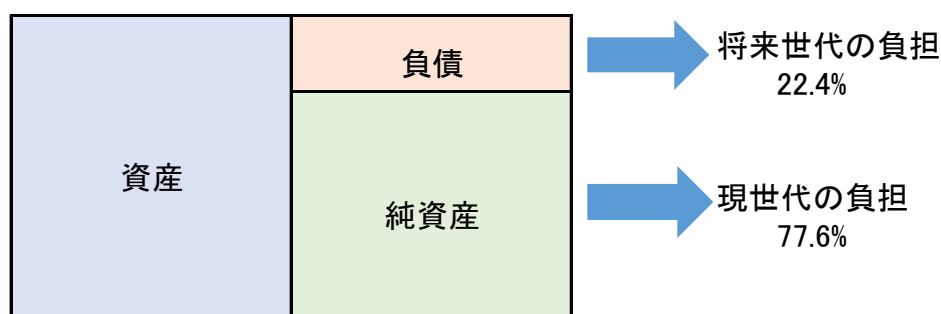 資産
負債
純資産
将来世代の負担
22.4%
現世代の負担
77.6%